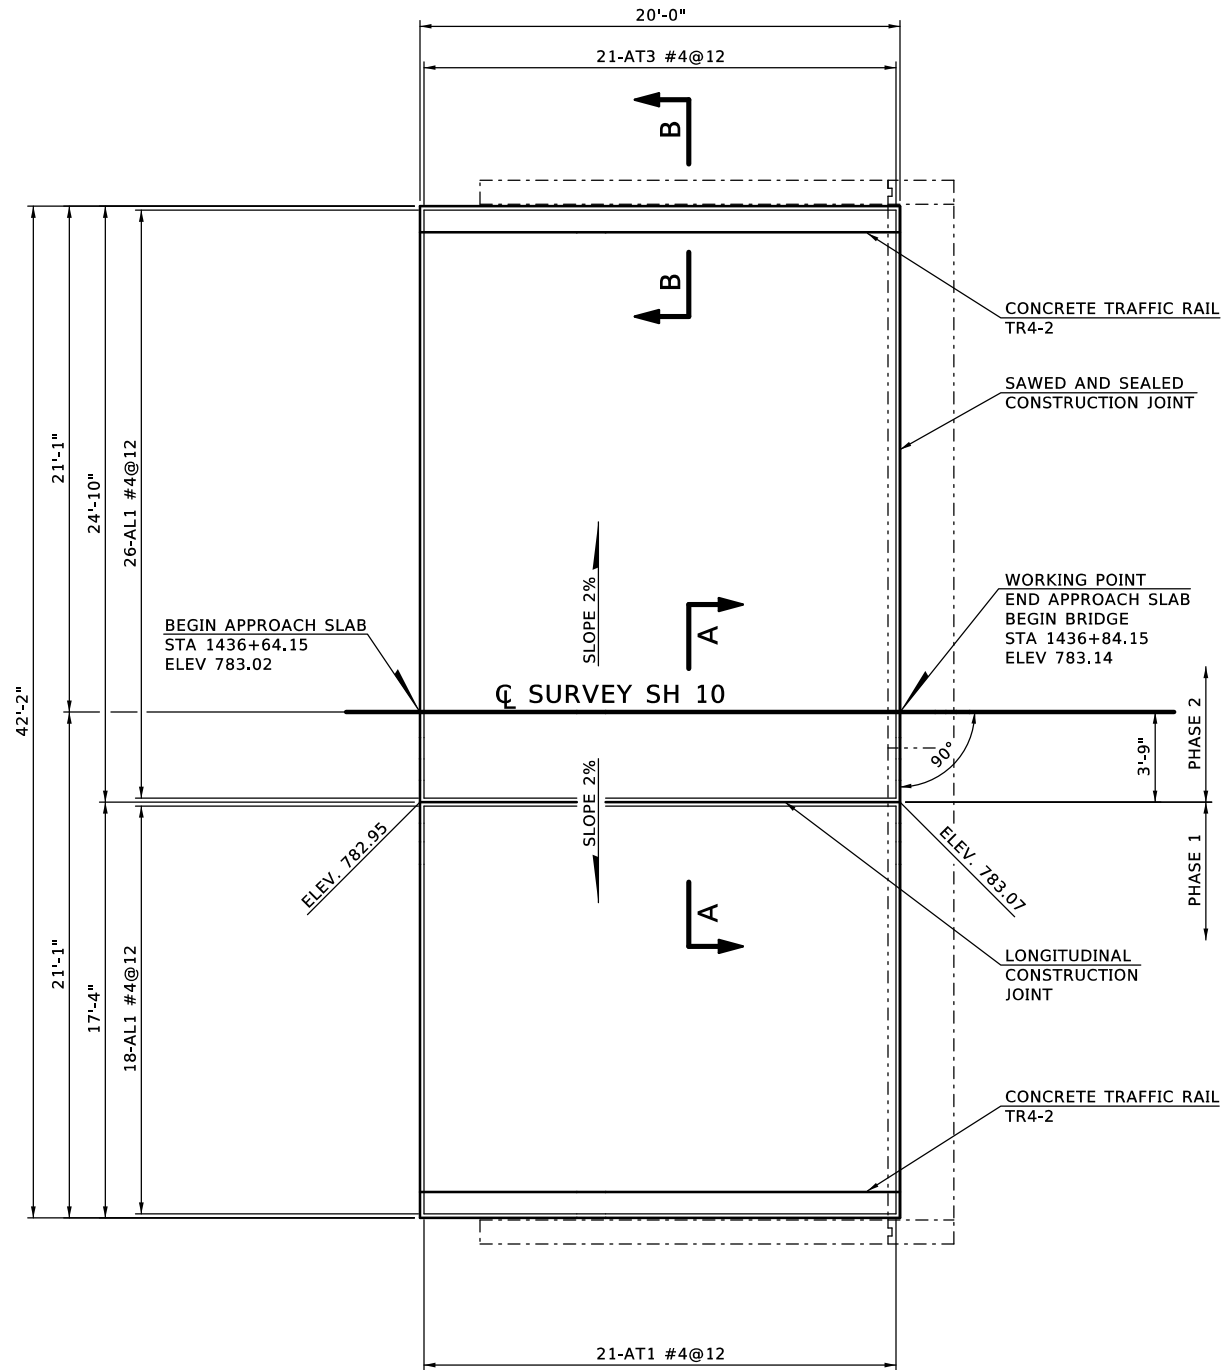 20'-0"
21-AT3 #4@12
B
B
CONCRETE TRAFFIC RAIL
TR4-2
SAWED AND SEALED
CONSTRUCTION JOINT
21'-1"
24'-10"
26-AL1 #4@12
SLOPE 2%
A
BEGIN APPROACH SLAB
STA 1436+64.15
ELEV 783.02
WORKING POINT
END APPROACH SLAB
BEGIN BRIDGE
STA 1436+84.15
ELEV 783.14
42'-2"
℄ SURVEY SH 10
90°
3'-9"
PHASE 2
SLOPE 2%
ELEV. 782.95
ELEV. 783.07
PHASE 1
A
21'-1"
17'-4"
18-AL1 #4@12
LONGITUDINAL
CONSTRUCTION
JOINT
CONCRETE TRAFFIC RAIL
TR4-2
21-AT1 #4@12